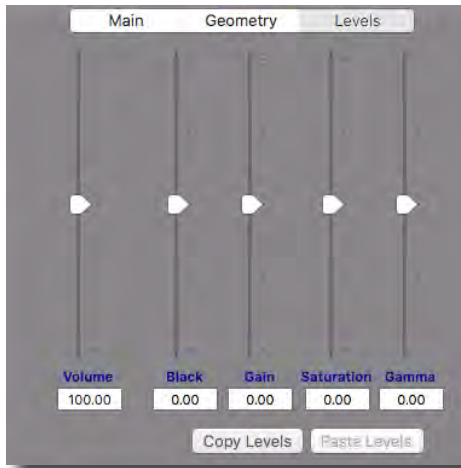 Main Geometry Levels
Volume Black Gain Saturation Gamma
100.00 0.00 0.00 0.00 0.00
Copy Levels Paste Levels